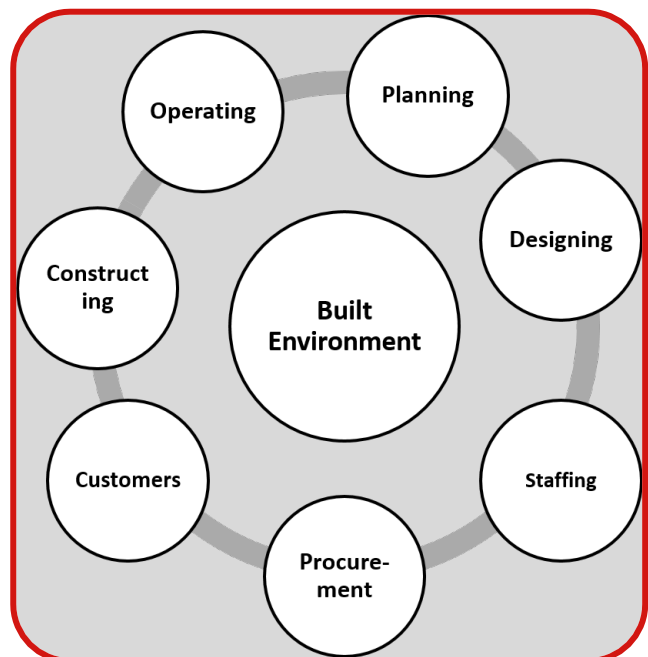 Planning
Operating
Designing
Construct
ing
Built
Environment
Customers
Staffing
Procure-
ment